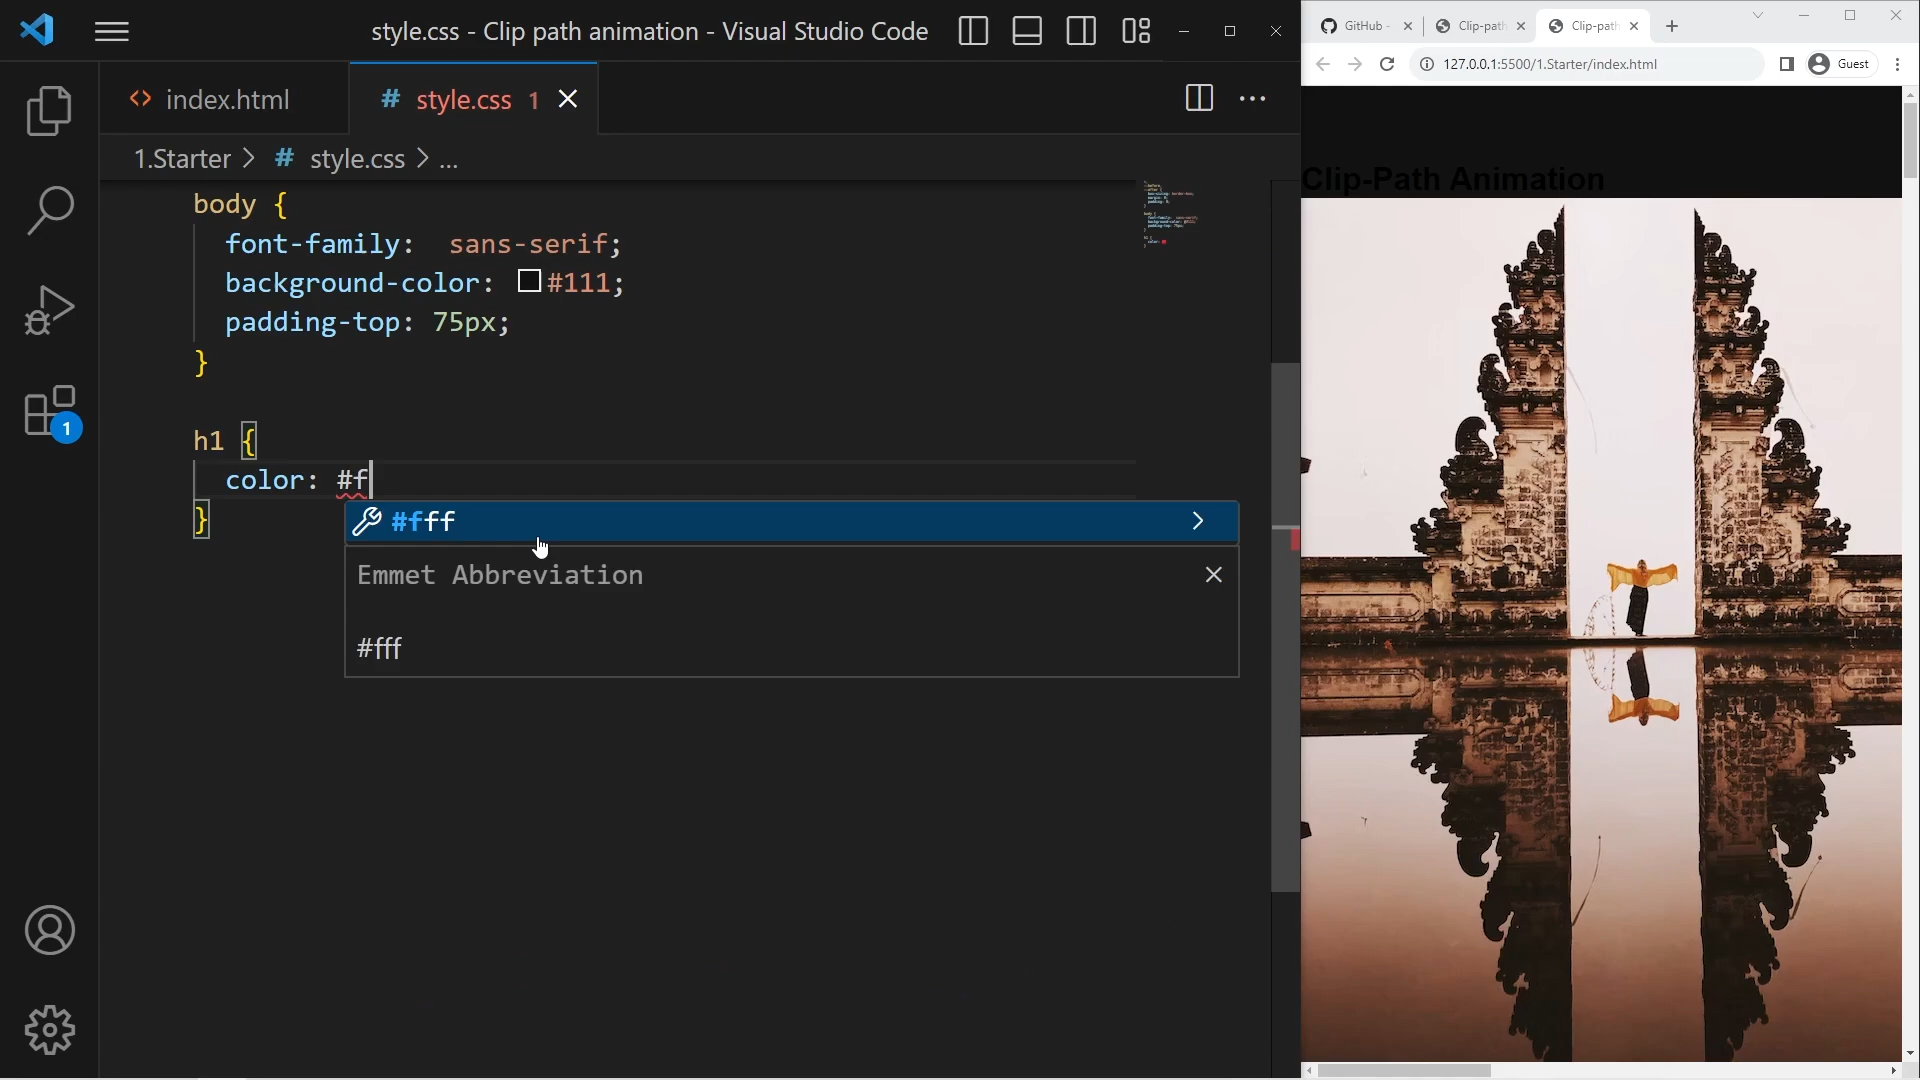 style.css - Clip path animation - Visual Studio Code
index.html
# style.css 1
1.Starter > # style.css > ...
body {
font-family:  sans-serif;
background-color: #111;
padding-top: 75px;
}
h1 {
color: #f
}
#fff
Emmet Abbreviation
#fff
1
GitHub -
Clip-path
Clip-path
127.0.0.1:5500/1.Starter/index.html
Guest
Clip-Path Animation